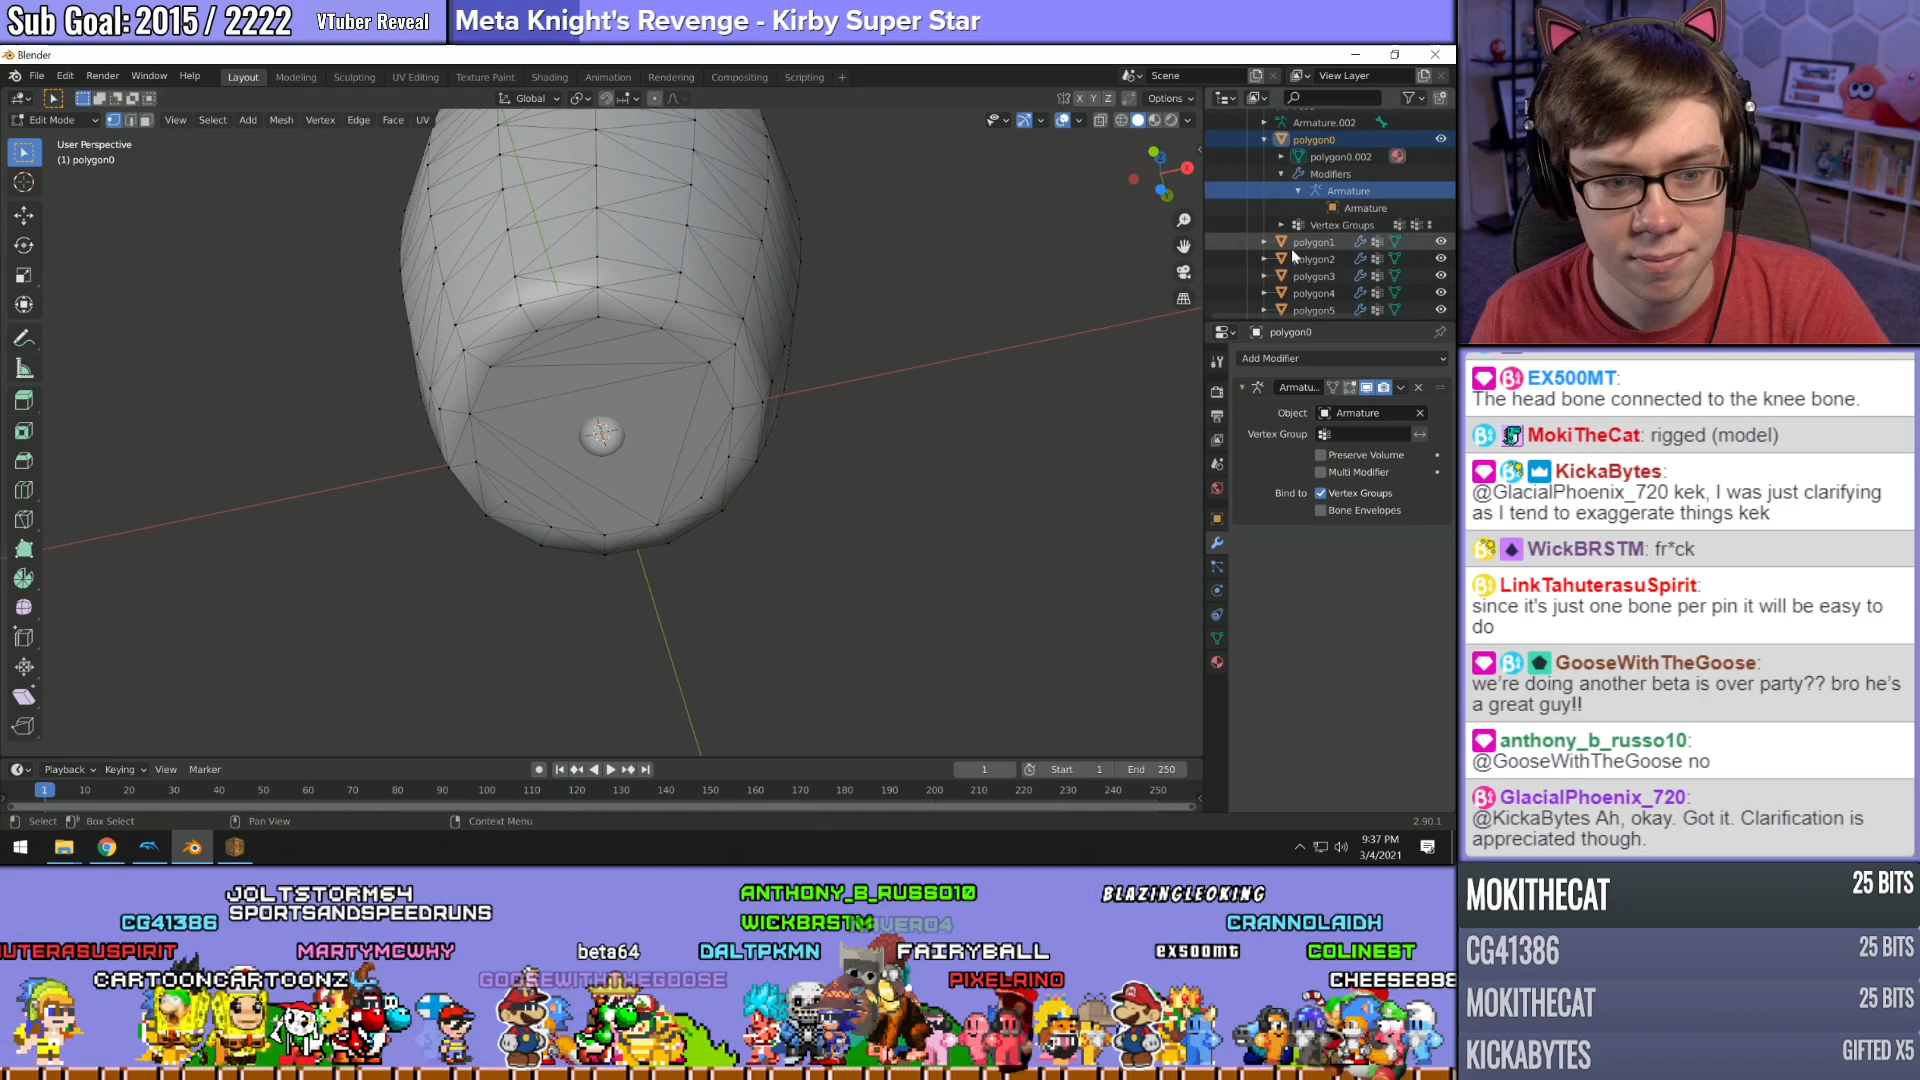 Sub Goal: 2015 / 2222 VTuber Reveal Meta Knight's Revenge - Kirby Super Star
Blender
File Edit Render Window Help Layout Modeling Sculpting UV Editing Texture Paint Shading Animation Rendering Compositing Scripting + Scene View Layer
Global X Y Z Options
Edit Mode View Select Add Mesh Vertex Edge Face UV
User Perspective
(1) polygon0
X
Y
Armature.002
polygon0
polygon0.002
Modifiers
Armature
Armature
Vertex Groups
polygon1
polygon2
polygon3
polygon4
polygon5
polygon0
Add Modifier
Armatu...
Object Armature
Vertex Group
Preserve Volume
Multi Modifier
Bind to Vertex Groups
Bone Envelopes
Playback Keying View Marker 1 Start 1 End 250
1 10 20 30 40 50 60 70 80 90 100 110 120 130 140 150 160 170 180 190 200 210 220 230 240 250
Select Box Select Pan View Context Menu 2.90.1
9:37 PM
3/4/2021
EX500MT:
The head bone connected to the knee bone.
MokiTheCat: rigged (model)
KickaBytes:
@GlacialPhoenix_720 kek, I was just clarifying
as I tend to exaggerate things kek
WickBRSTM: fr*ck
LinkTahuterasuSpirit:
since it's just one bone per pin it will be easy to
do
GooseWithTheGoose:
we're doing another beta is over party?? bro he's
a great guy!!
anthony_b_russo10:
@GooseWithTheGoose no
GlacialPhoenix_720:
@KickaBytes Ah, okay. Got it. Clarification is
appreciated though.
MOKITHECAT 25 BITS
CG41386 25 BITS
MOKITHECAT 25 BITS
KICKABYTES GIFTED X5
JOLTSTORM64
SPORTSANDSPEEDRUNS
CG41386
UTERASUSPIRIT
MARTYMCWHY
CARTOONCARTOONZ
beta64
GOOSEWITHTHEGOOSE
ANTHONY_B_RUSSO10
WICKBRSTM
DALTPKMN
FAIRYBALL
PIXELRINO
BLAZINGLEOKING
CRANNOLAIDH
EX500MT
COLINEST
CHEESE898